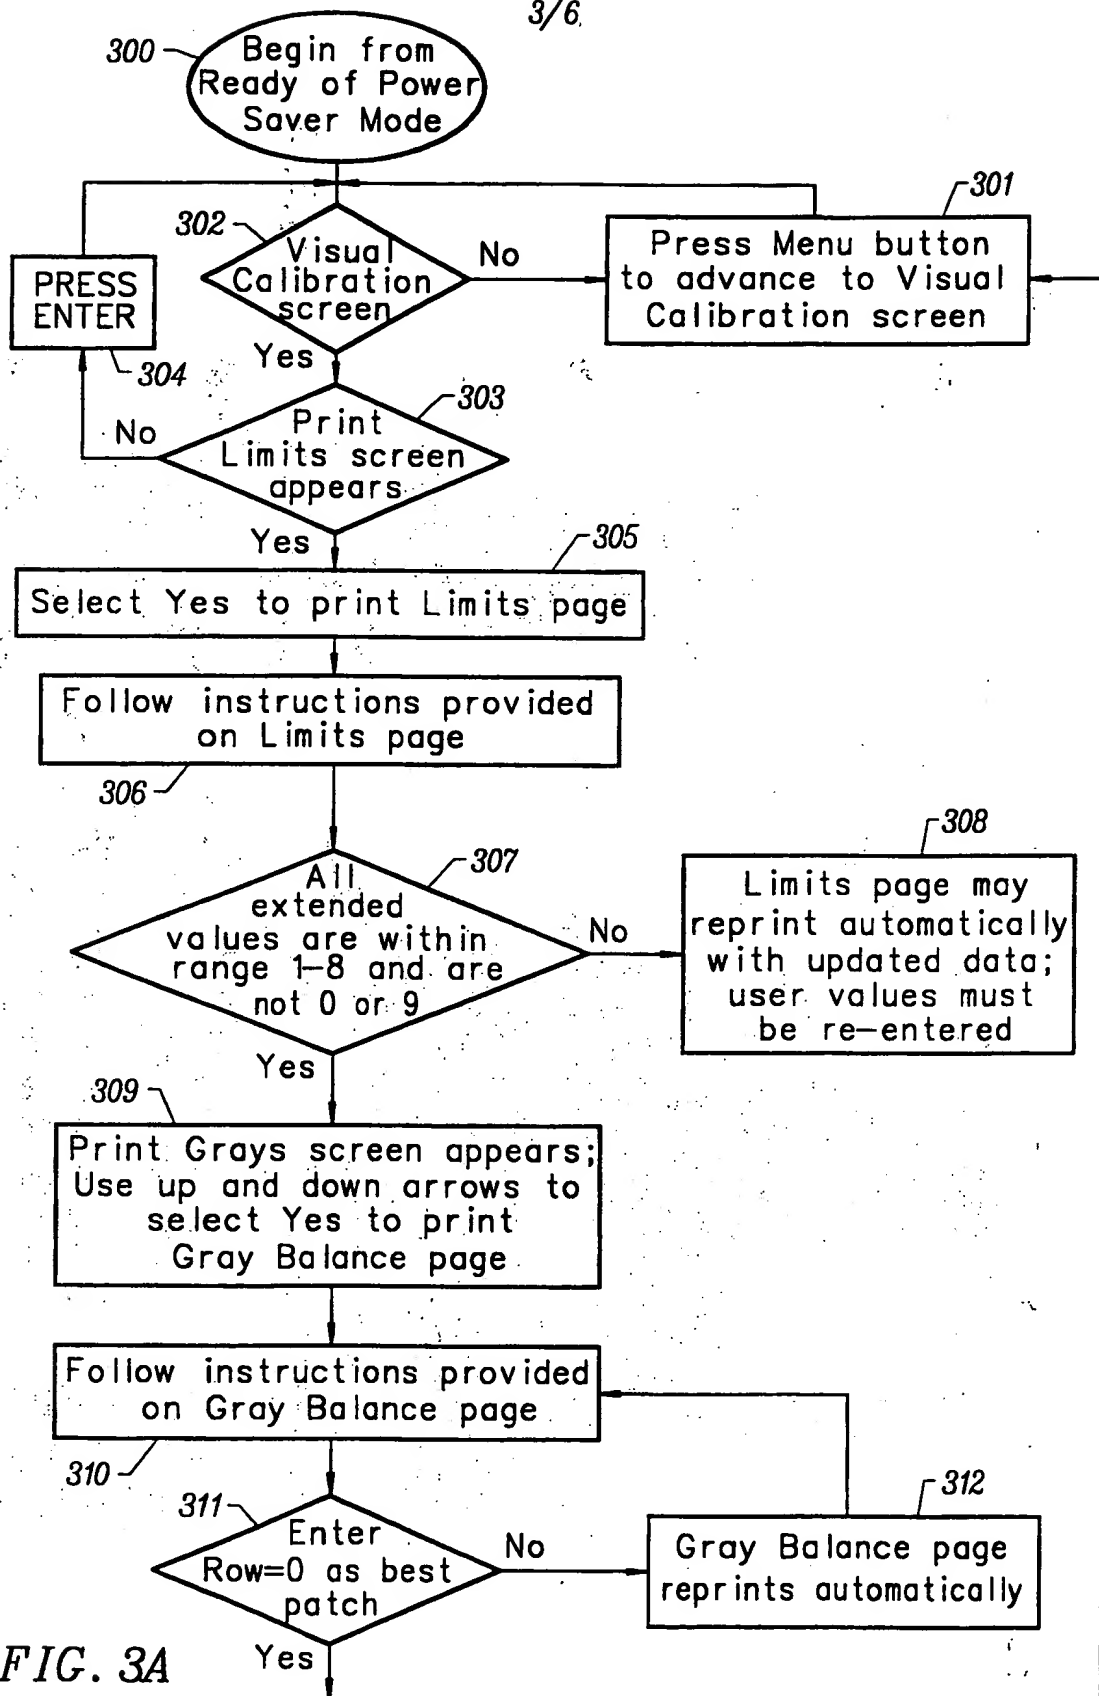 3/6
300
Begin from
Ready of Power
Saver Mode
301
302
Visual
Calibration
screen
No
Press Menu button
to advance to Visual
Calibration screen
PRESS
ENTER
Yes
304
303
Print
Limits screen
appears
No
Yes
305
Select Yes to print Limits page
Follow instructions provided
on Limits page
306
307
308
All
extended
values are within
range 1-8 and are
not 0 or 9
No
Limits page may
reprint automatically
with updated data;
user values must
be re-entered
Yes
309
Print Grays screen appears;
Use up and down arrows to
select Yes to print
Gray Balance page
Follow instructions provided
on Gray Balance page
310
311
312
Enter
Row=0 as best
patch
No
Gray Balance page
reprints automatically
Yes
FIG. 3A